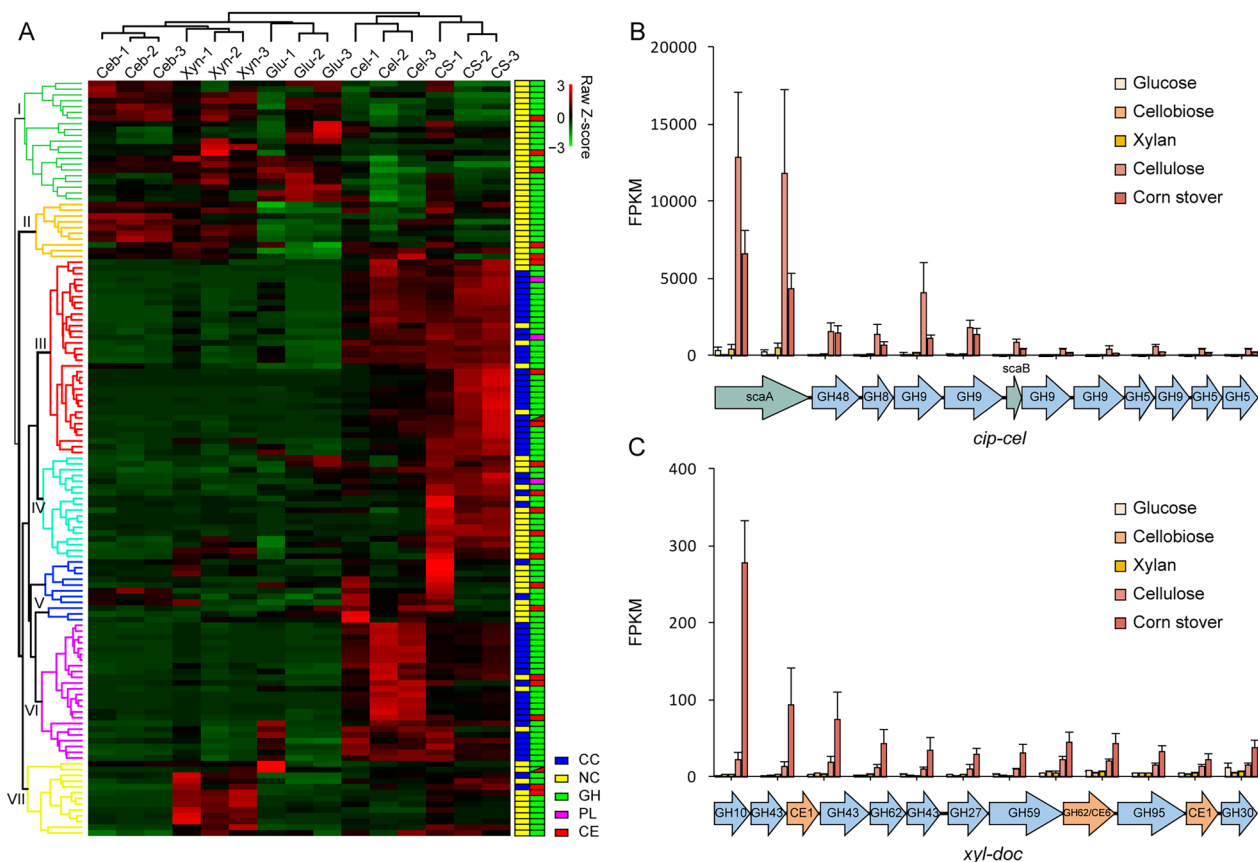 A
Ceb-1
Ceb-2
Ceb-3
Xyn-1
Xyn-2
Xyn-3
Glu-1
Glu-2
Glu-3
Cel-1
Cel-2
Cel-3
CS-1
CS-2
CS-3
3
0
−3
Raw Z-score
I
II
III
IV
V
VI
VII
CC
NC
GH
PL
CE
B
20000
15000
10000
5000
0
FPKM
Glucose
Cellobiose
Xylan
Cellulose
Corn stover
scaB
scaA
GH48
GH8
GH9
GH9
GH9
GH9
GH5
GH9
GH5
GH5
cip-cel
C
400
300
200
100
0
FPKM
Glucose
Cellobiose
Xylan
Cellulose
Corn stover
GH10
GH43
CE1
GH43
GH62
GH43
GH27
GH59
GH62/CE6
GH95
CE1
GH30
xyl-doc